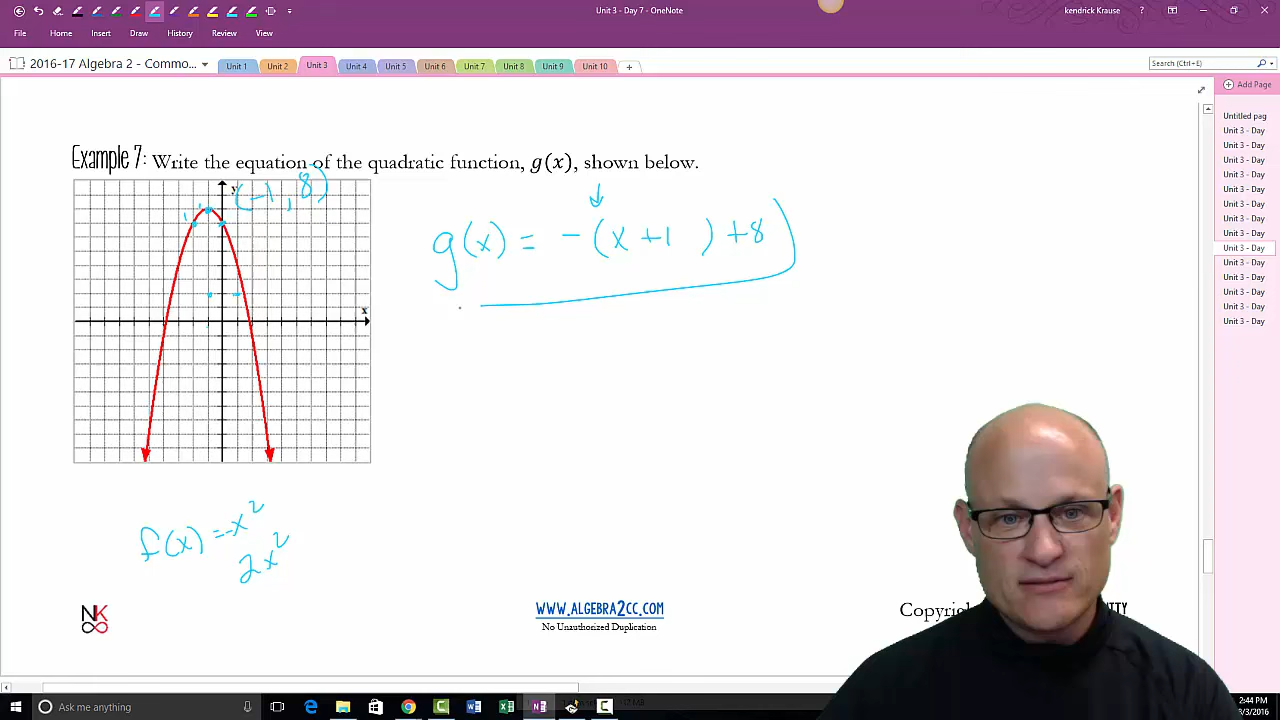 Unit 3 - Day 7 - OneNote
kendrick Krause
?
File Home Insert Draw History Review View
2016-17 Algebra 2 - Commo...
Unit 1 Unit 2 Unit 3 Unit 4 Unit 5 Unit 6 Unit 7 Unit 8 Unit 9 Unit 10 +
Search (Ctrl+E)
Add Page
Untitled pag
Unit 3 - Day
Unit 3 - Day
Unit 3 - Day
Unit 3 - Day
Unit 3 - Day
Unit 3 - Day
Unit 3 - Day
Unit 3 - Day
Unit 3 - Day
Unit 3 - Day
Unit 3 - Day
Unit 3 - Day
Unit 3 - Day
Unit 3 - Day
Example 7: Write the equation of the quadratic function, g(x), shown below.
y
(-1, 8)
x
g(x) = -(x+1 )+8
f(x) = -x²
2x²
NK
WWW.ALGEBRA2CC.COM
No Unauthorized Duplication
Ask me anything
2:44 PM